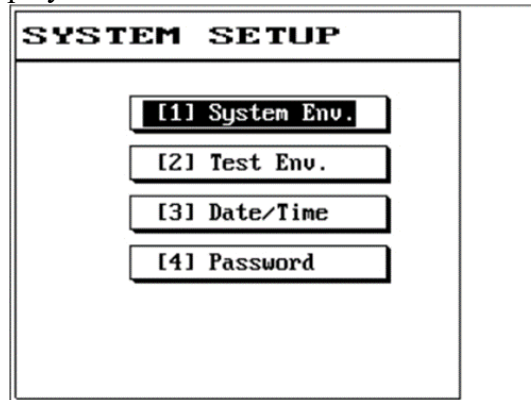 SYSTEM SETUP
[1] System Env.
[2] Test Env.
[3] Date/Time
[4] Password